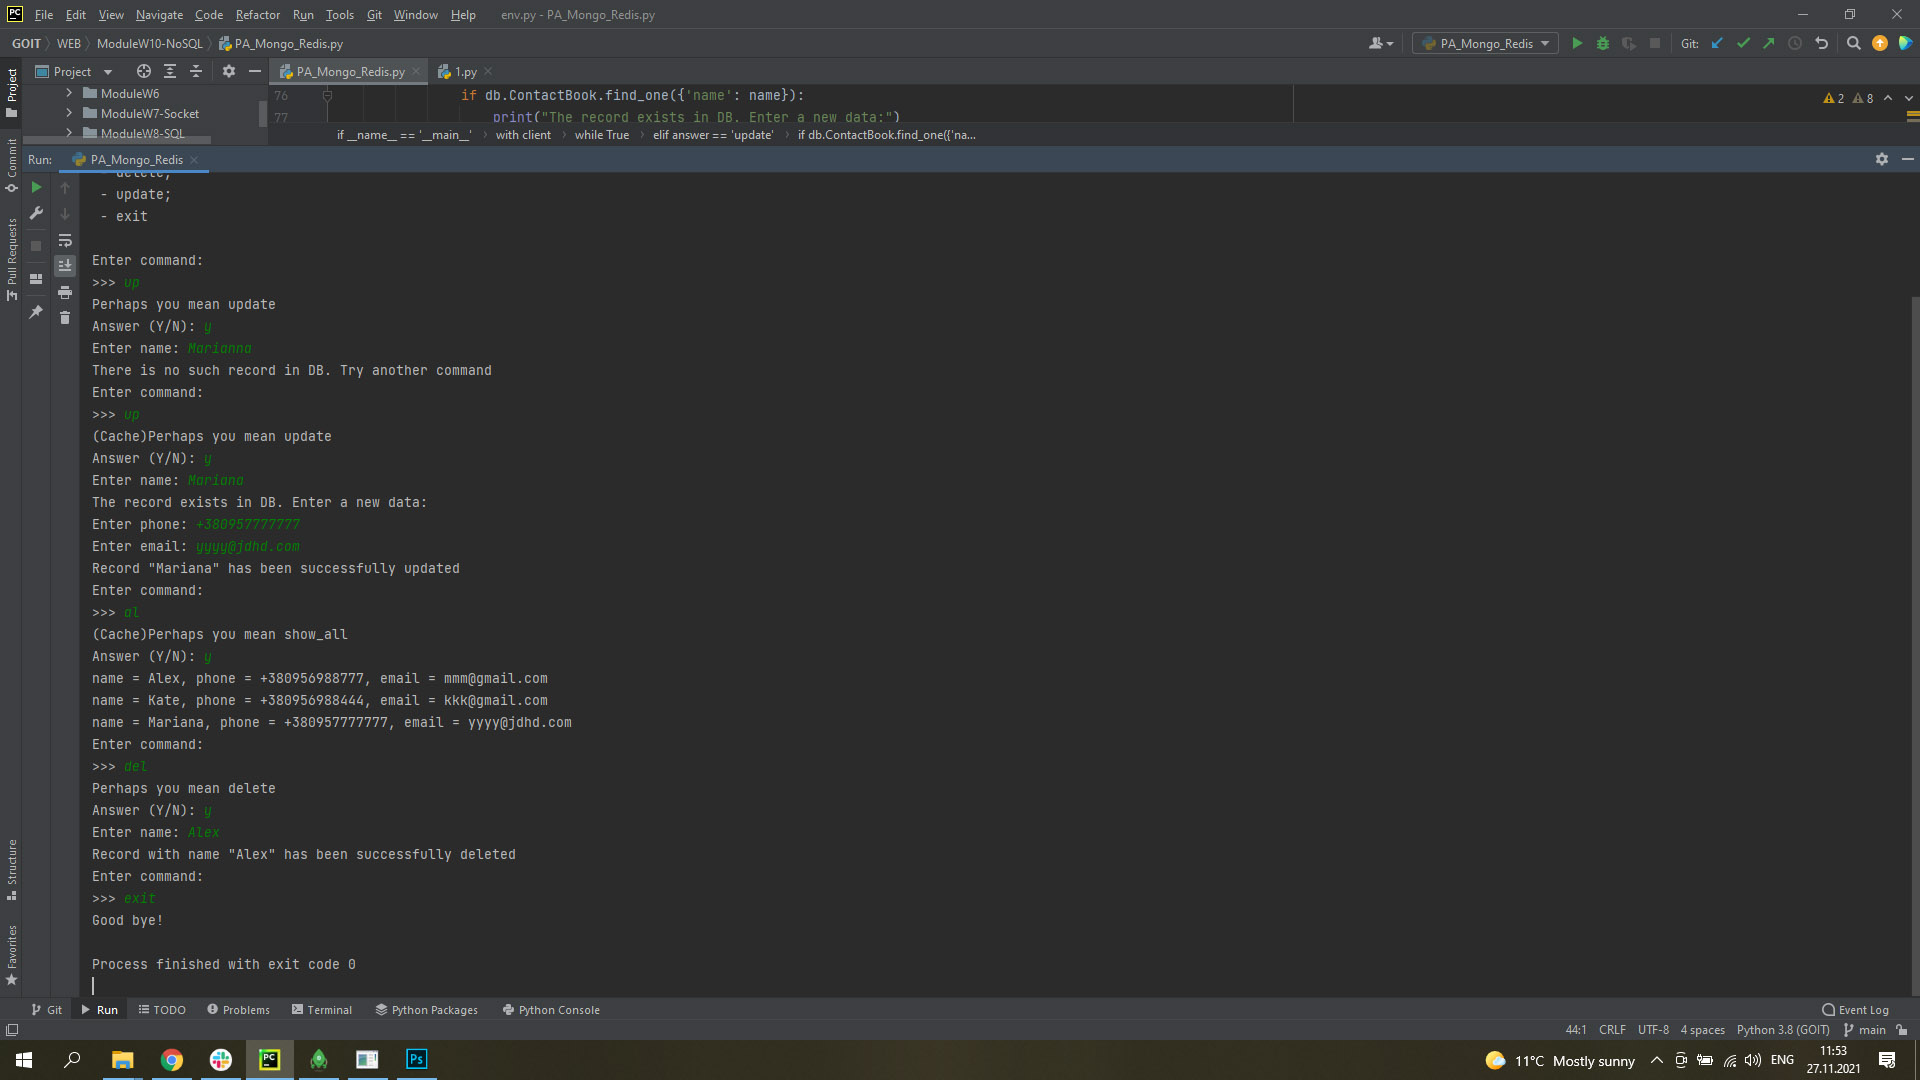 PC File Edit View Navigate Code Refactor Run Tools Git Window Help env.py - PA_Mongo_Redis.py
GOIT WEB ModuleW10-NoSQL PA_Mongo_Redis.py PA_Mongo_Redis Git:
Project PA_Mongo_Redis.py 1.py
Project
ModuleW6
ModuleW7-Socket
ModuleW8-SQL
76 if db.ContactBook.find_one({'name': name}):
77 print("The record exists in DB. Enter a new data:")
2 8
if __name__ == '__main__' with client while True elif answer == 'update' if db.ContactBook.find_one({'na...
Commit
Pull Requests
Run: PA_Mongo_Redis
- delete;
- update;
- exit
Enter command:
>>> up
Perhaps you mean update
Answer (Y/N): y
Enter name: Marianna
There is no such record in DB. Try another command
Enter command:
>>> up
(Cache)Perhaps you mean update
Answer (Y/N): y
Enter name: Mariana
The record exists in DB. Enter a new data:
Enter phone: +380957777777
Enter email: yyyy@jdhd.com
Record "Mariana" has been successfully updated
Enter command:
>>> al
(Cache)Perhaps you mean show_all
Answer (Y/N): y
name = Alex, phone = +380956988777, email = mmm@gmail.com
name = Kate, phone = +380956988444, email = kkk@gmail.com
name = Mariana, phone = +380957777777, email = yyyy@jdhd.com
Enter command:
>>> del
Perhaps you mean delete
Answer (Y/N): y
Enter name: Alex
Record with name "Alex" has been successfully deleted
Enter command:
>>> exit
Good bye!
Process finished with exit code 0
Structure
Favorites
Git Run TODO Problems Terminal Python Packages Python Console Event Log
44:1 CRLF UTF-8 4 spaces Python 3.8 (GOIT) main
PC Ps 11°C Mostly sunny ENG 11:53
27.11.2021